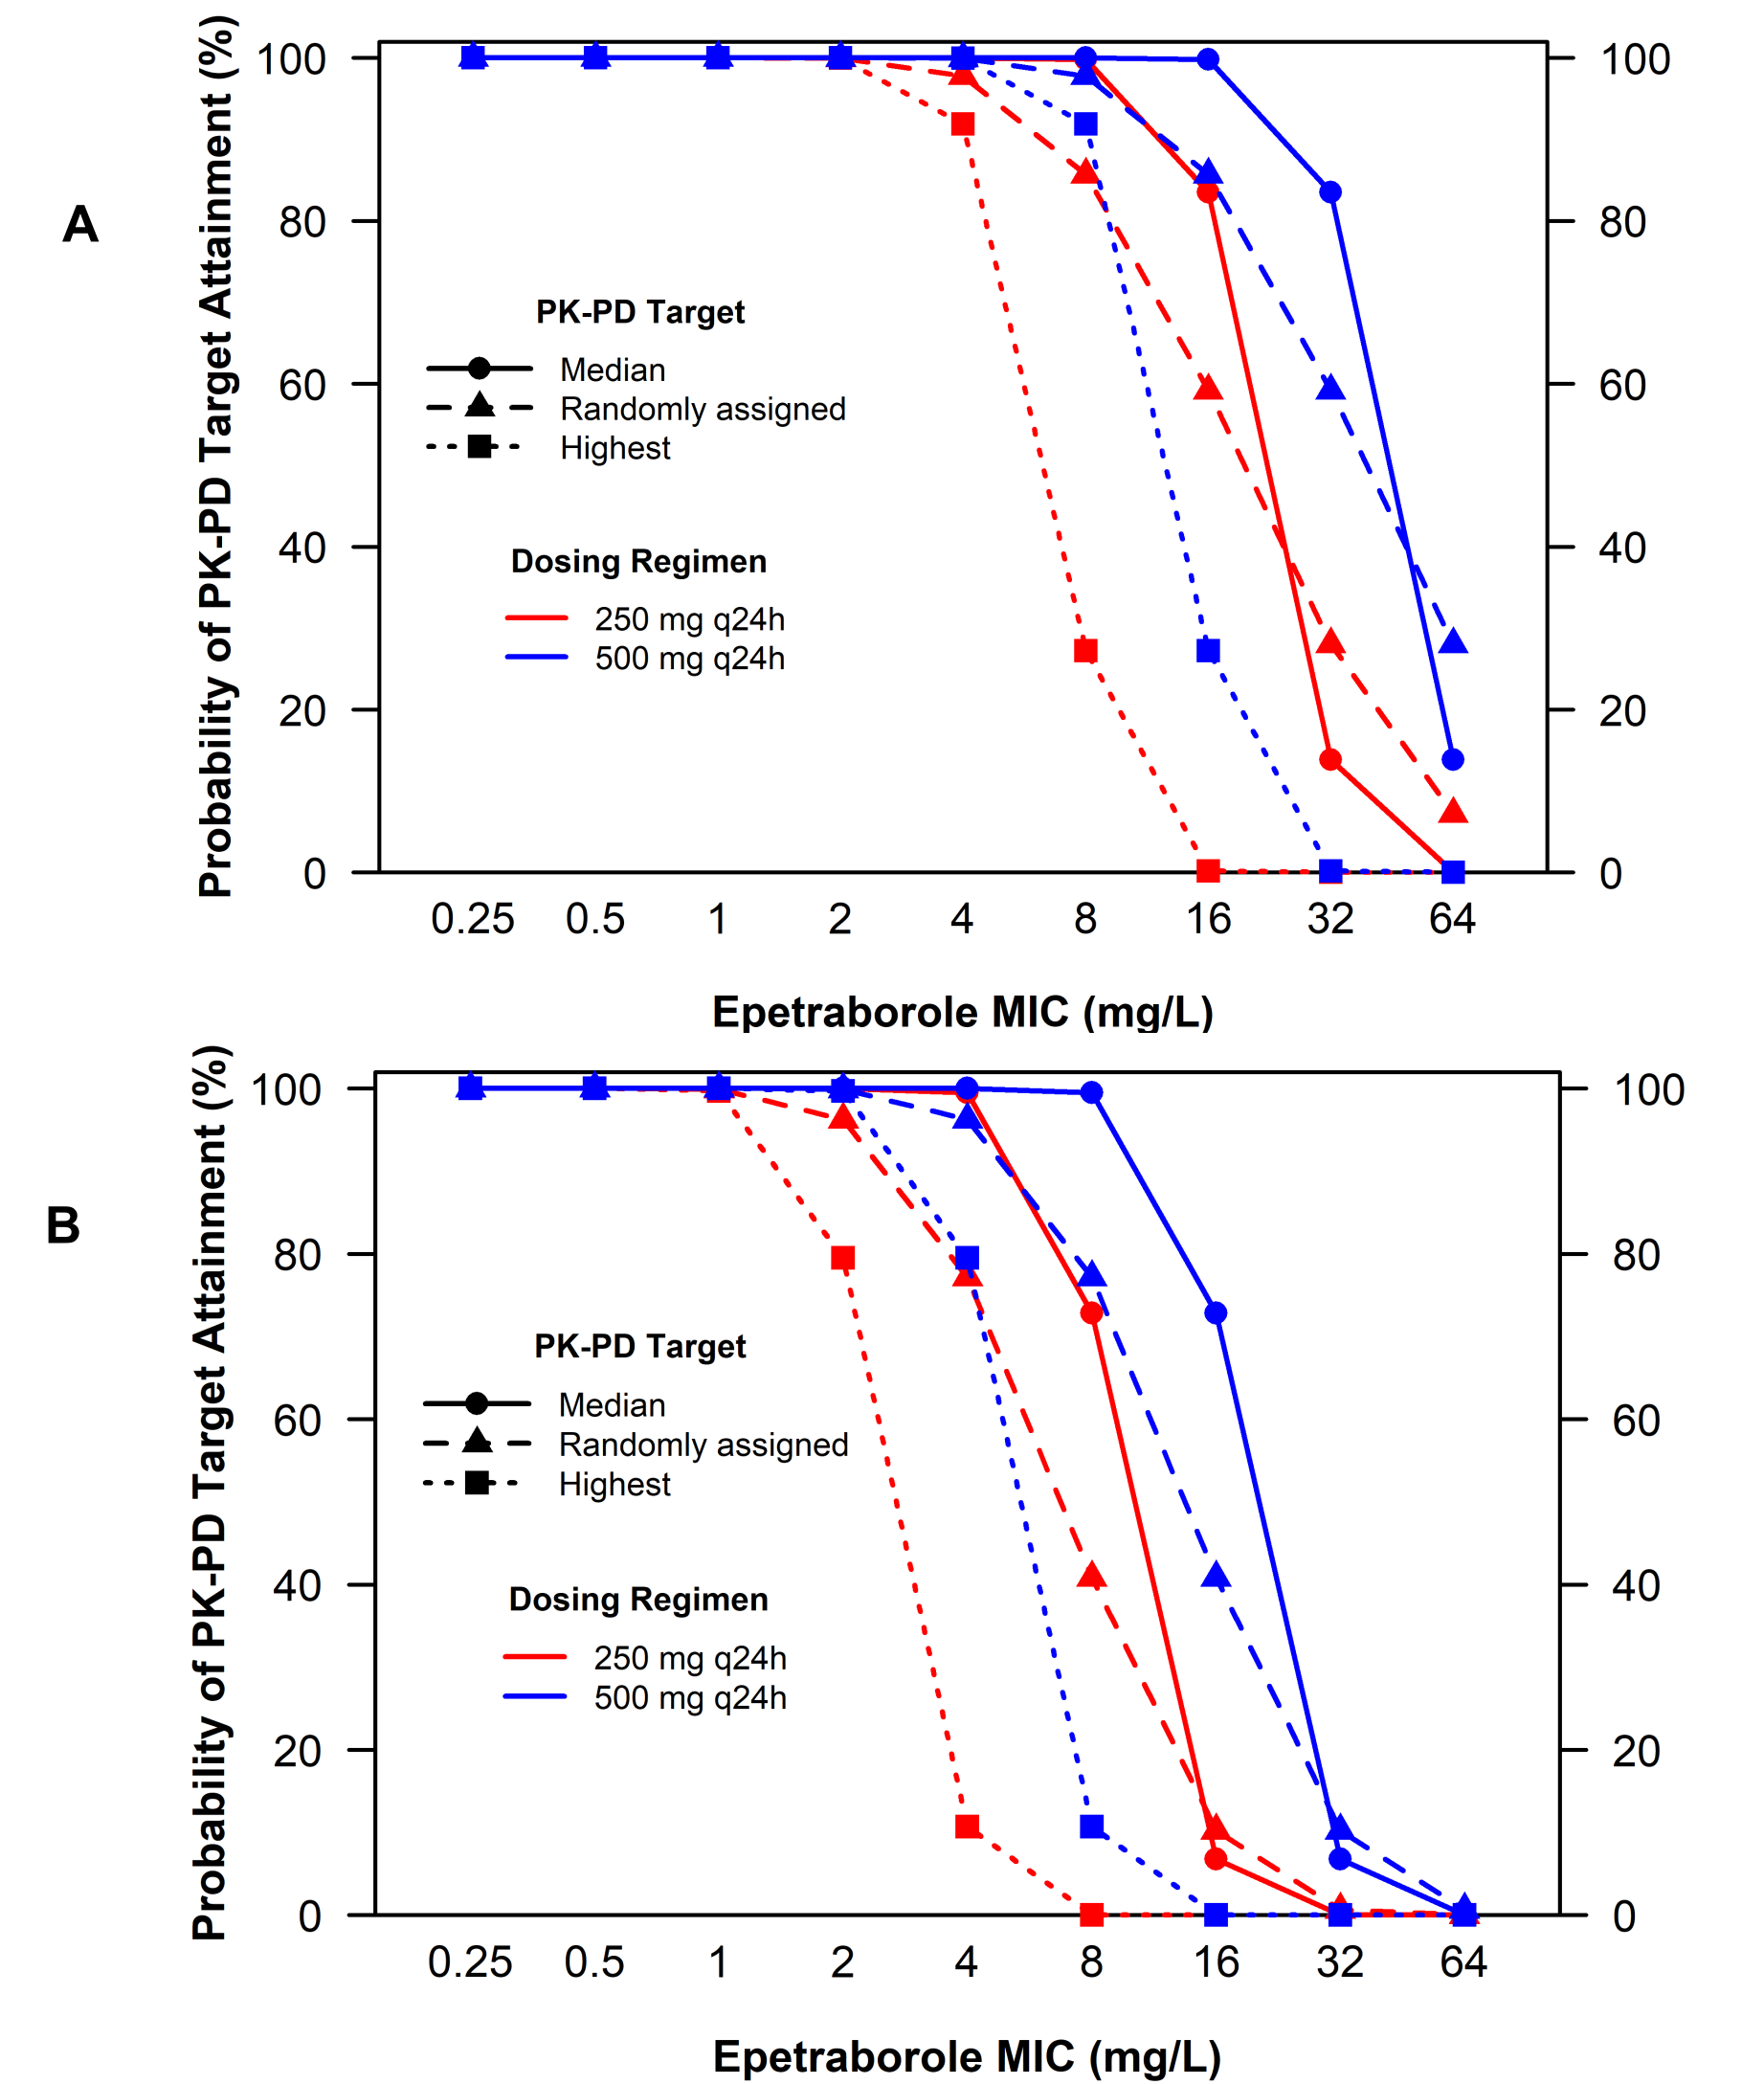 A
Probability of PK-PD Target Attainment (%)
100 100
80 80
60 60
40 40
20 20
0 0
PK-PD Target
Median
Randomly assigned
Highest
Dosing Regimen
250 mg q24h
500 mg q24h
0.25 0.5 1 2 4 8 16 32 64
Epetraborole MIC (mg/L)
B
Probability of PK-PD Target Attainment (%)
100 100
80 80
60 60
40 40
20 20
0 0
PK-PD Target
Median
Randomly assigned
Highest
Dosing Regimen
250 mg q24h
500 mg q24h
0.25 0.5 1 2 4 8 16 32 64
Epetraborole MIC (mg/L)